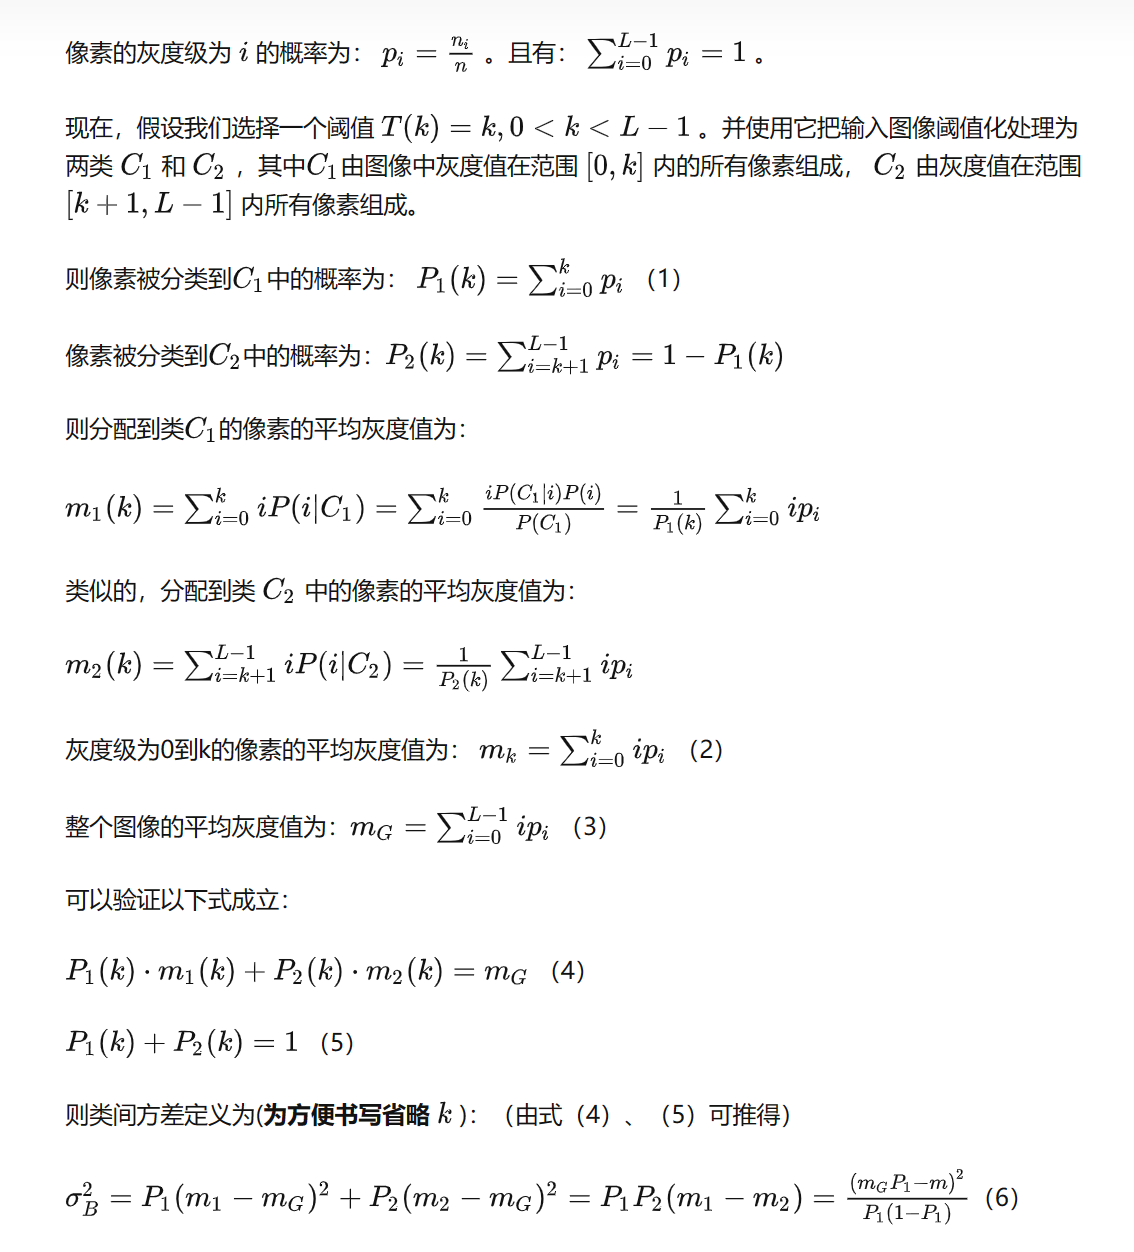 像素的灰度级为 $i$ 的概率为： $p_i = \frac{n_i}{n}$ 。且有： $\sum_{i=0}^{L-1} p_i = 1$ 。
现在，假设我们选择一个阈值 $T(k) = k, 0 < k < L - 1$ 。并使用它把输入图像阈值化处理为
两类 $C_1$ 和 $C_2$ ，其中$C_1$由图像中灰度值在范围 $[0, k]$ 内的所有像素组成， $C_2$ 由灰度值在范围
$[k + 1, L - 1]$ 内所有像素组成。
则像素被分类到$C_1$中的概率为： $P_1(k) = \sum_{i=0}^{k} p_i$ （1）
像素被分类到$C_2$中的概率为：$P_2(k) = \sum_{i=k+1}^{L-1} p_i = 1 - P_1(k)$
则分配到类$C_1$的像素的平均灰度值为：
$m_1(k) = \sum_{i=0}^{k} iP(i|C_1) = \sum_{i=0}^{k} \frac{iP(C_1|i)P(i)}{P(C_1)} = \frac{1}{P_1(k)} \sum_{i=0}^{k} ip_i$
类似的，分配到类 $C_2$ 中的像素的平均灰度值为：
$m_2(k) = \sum_{i=k+1}^{L-1} iP(i|C_2) = \frac{1}{P_2(k)} \sum_{i=k+1}^{L-1} ip_i$
灰度级为0到k的像素的平均灰度值为： $m_k = \sum_{i=0}^{k} ip_i$ （2）
整个图像的平均灰度值为：$m_G = \sum_{i=0}^{L-1} ip_i$ （3）
可以验证以下式成立：
$P_1(k) \cdot m_1(k) + P_2(k) \cdot m_2(k) = m_G$ （4）
$P_1(k) + P_2(k) = 1$ （5）
则类间方差定义为(为方便书写省略 $k$ )：（由式（4）、（5）可推得）
$\sigma_B^2 = P_1(m_1 - m_G)^2 + P_2(m_2 - m_G)^2 = P_1P_2(m_1 - m_2) = \frac{(m_GP_1 - m)^2}{P_1(1 - P_1)}$ （6）